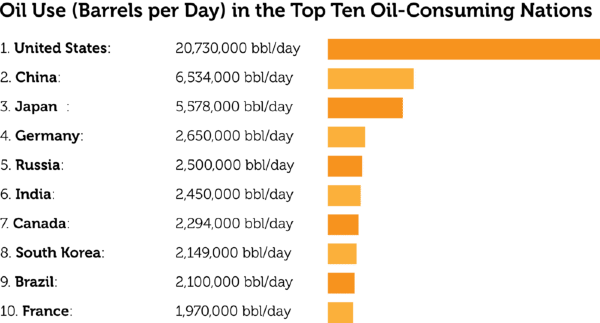 Oil Use (Barrels per Day) in the Top Ten Oil-Consuming Nations
1. United States: 20,730,000 bbl/day
2. China: 6,534,000 bbl/day
3. Japan : 5,578,000 bbl/day
4. Germany: 2,650,000 bbl/day
5. Russia: 2,500,000 bbl/day
6. India: 2,450,000 bbl/day
7. Canada: 2,294,000 bbl/day
8. South Korea: 2,149,000 bbl/day
9. Brazil: 2,100,000 bbl/day
10. France: 1,970,000 bbl/day